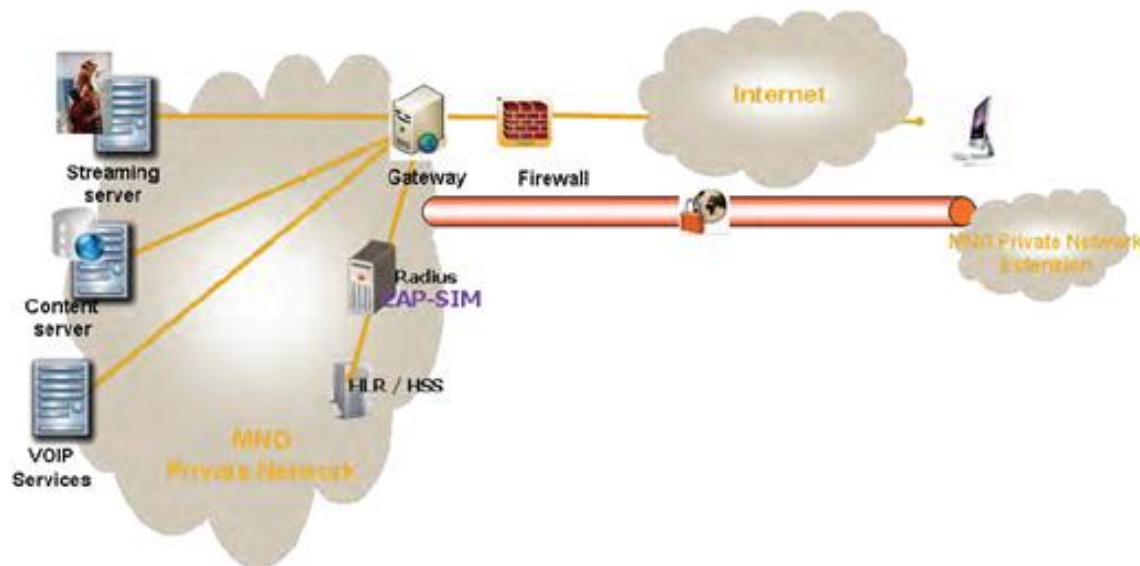 Internet
Streaming
server
Gateway
Firewall
MNO Private Network
Extension
Radius
EAP-SIM
Content
server
HLR / HSS
MNO
Private Network
VOIP
Services